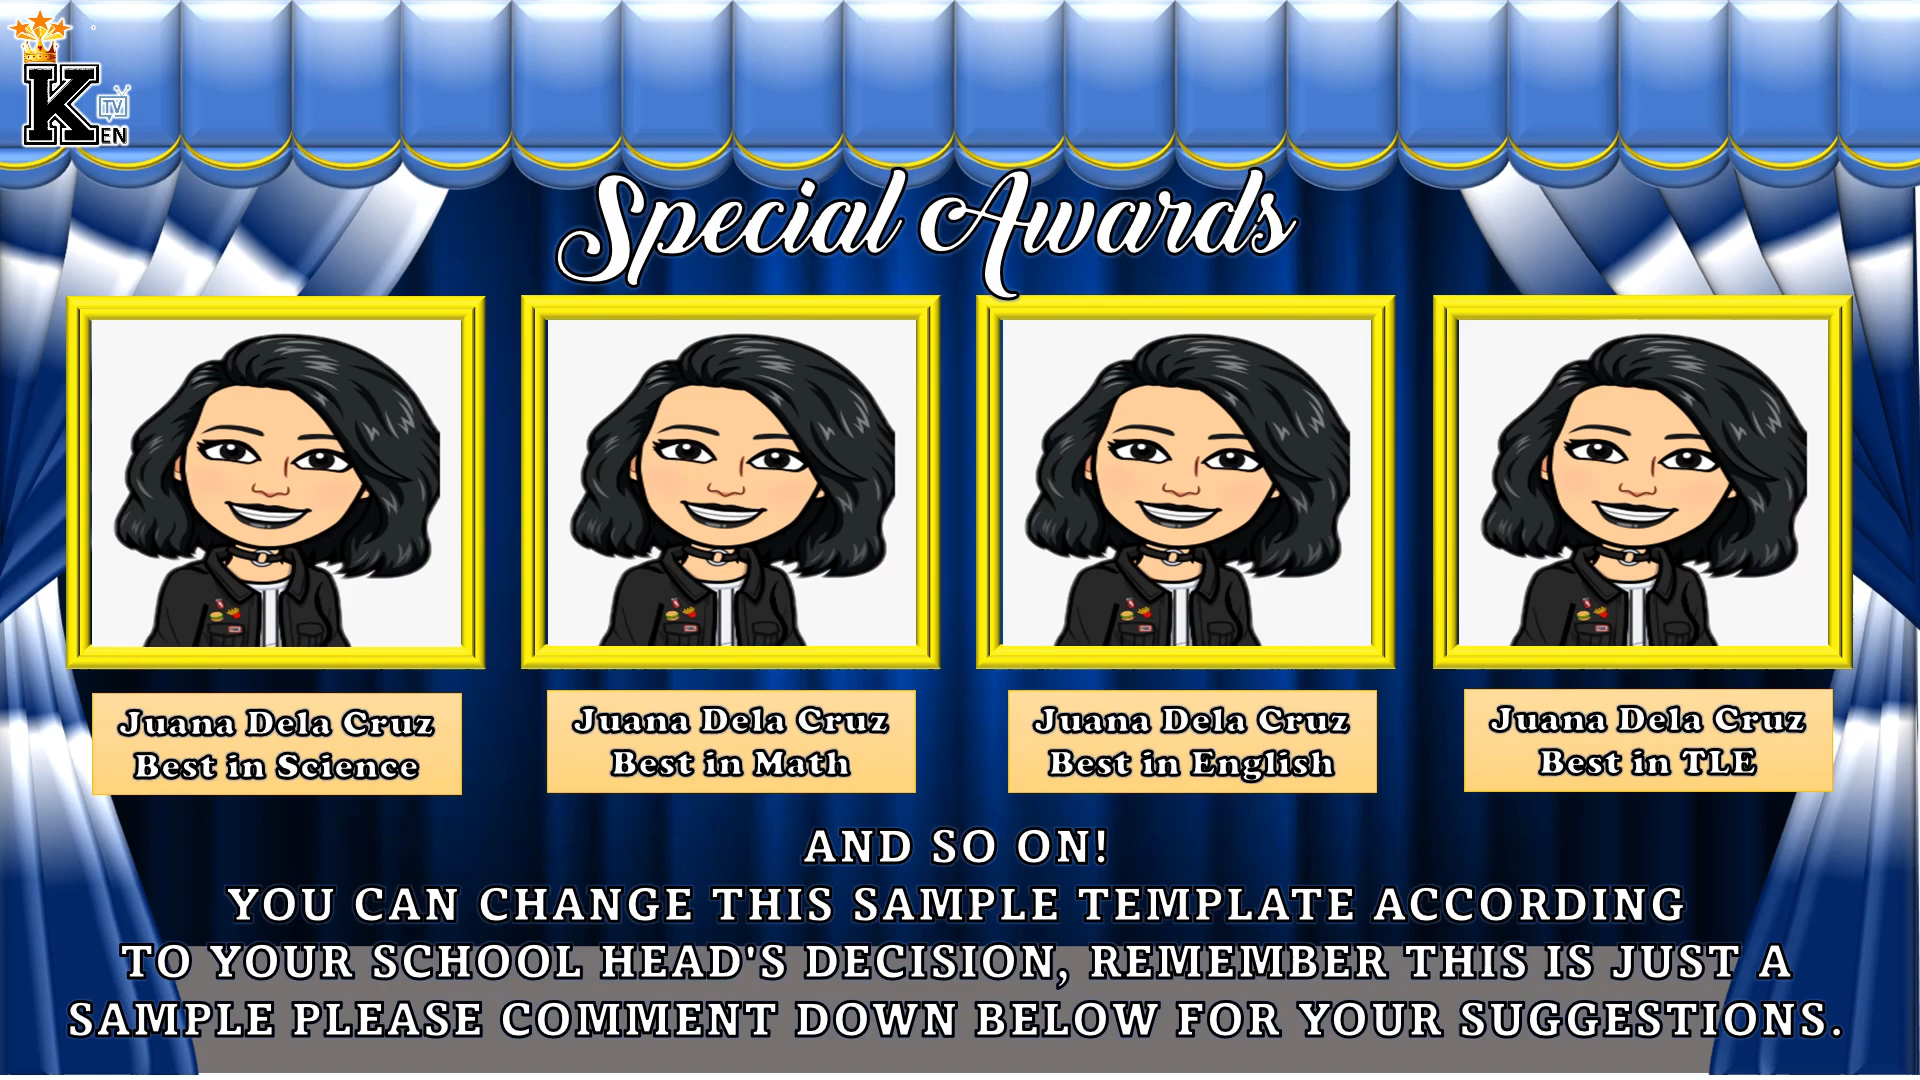 K
TV
EN
Special Awards
Juana Dela Cruz
Best in Science
Juana Dela Cruz
Best in Math
Juana Dela Cruz
Best in English
Juana Dela Cruz
Best in TLE
AND SO ON!
YOU CAN CHANGE THIS SAMPLE TEMPLATE ACCORDING
TO YOUR SCHOOL HEAD'S DECISION, REMEMBER THIS IS JUST A
SAMPLE PLEASE COMMENT DOWN BELOW FOR YOUR SUGGESTIONS.